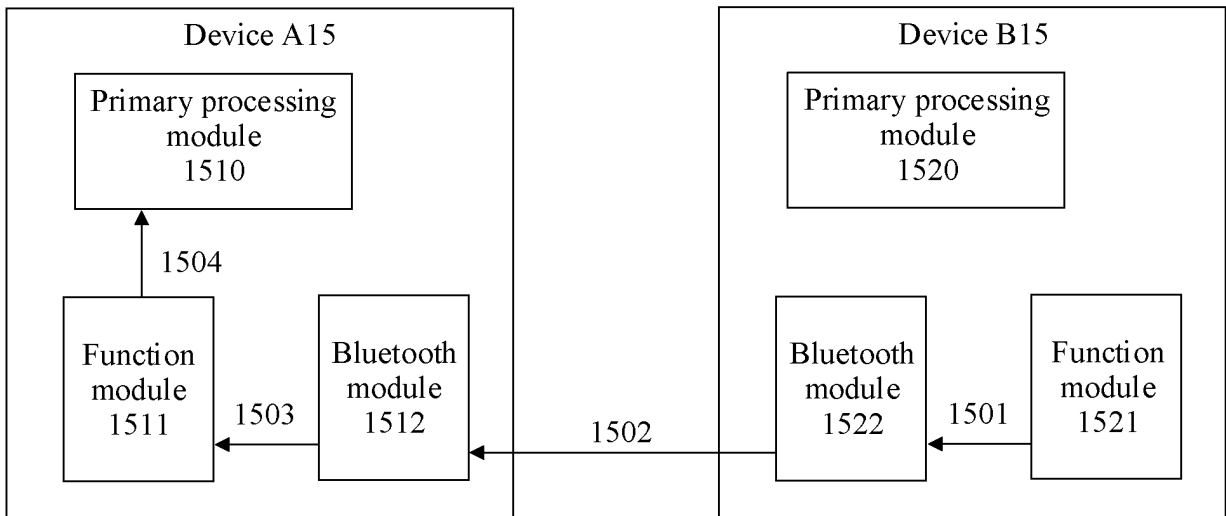 Device A15
Primary processing
module
1510
1504
Function
module
1511
1503
Bluetooth
module
1512
1502
Device B15
Primary processing
module
1520
Bluetooth
module
1522
1501
Function
module
1521